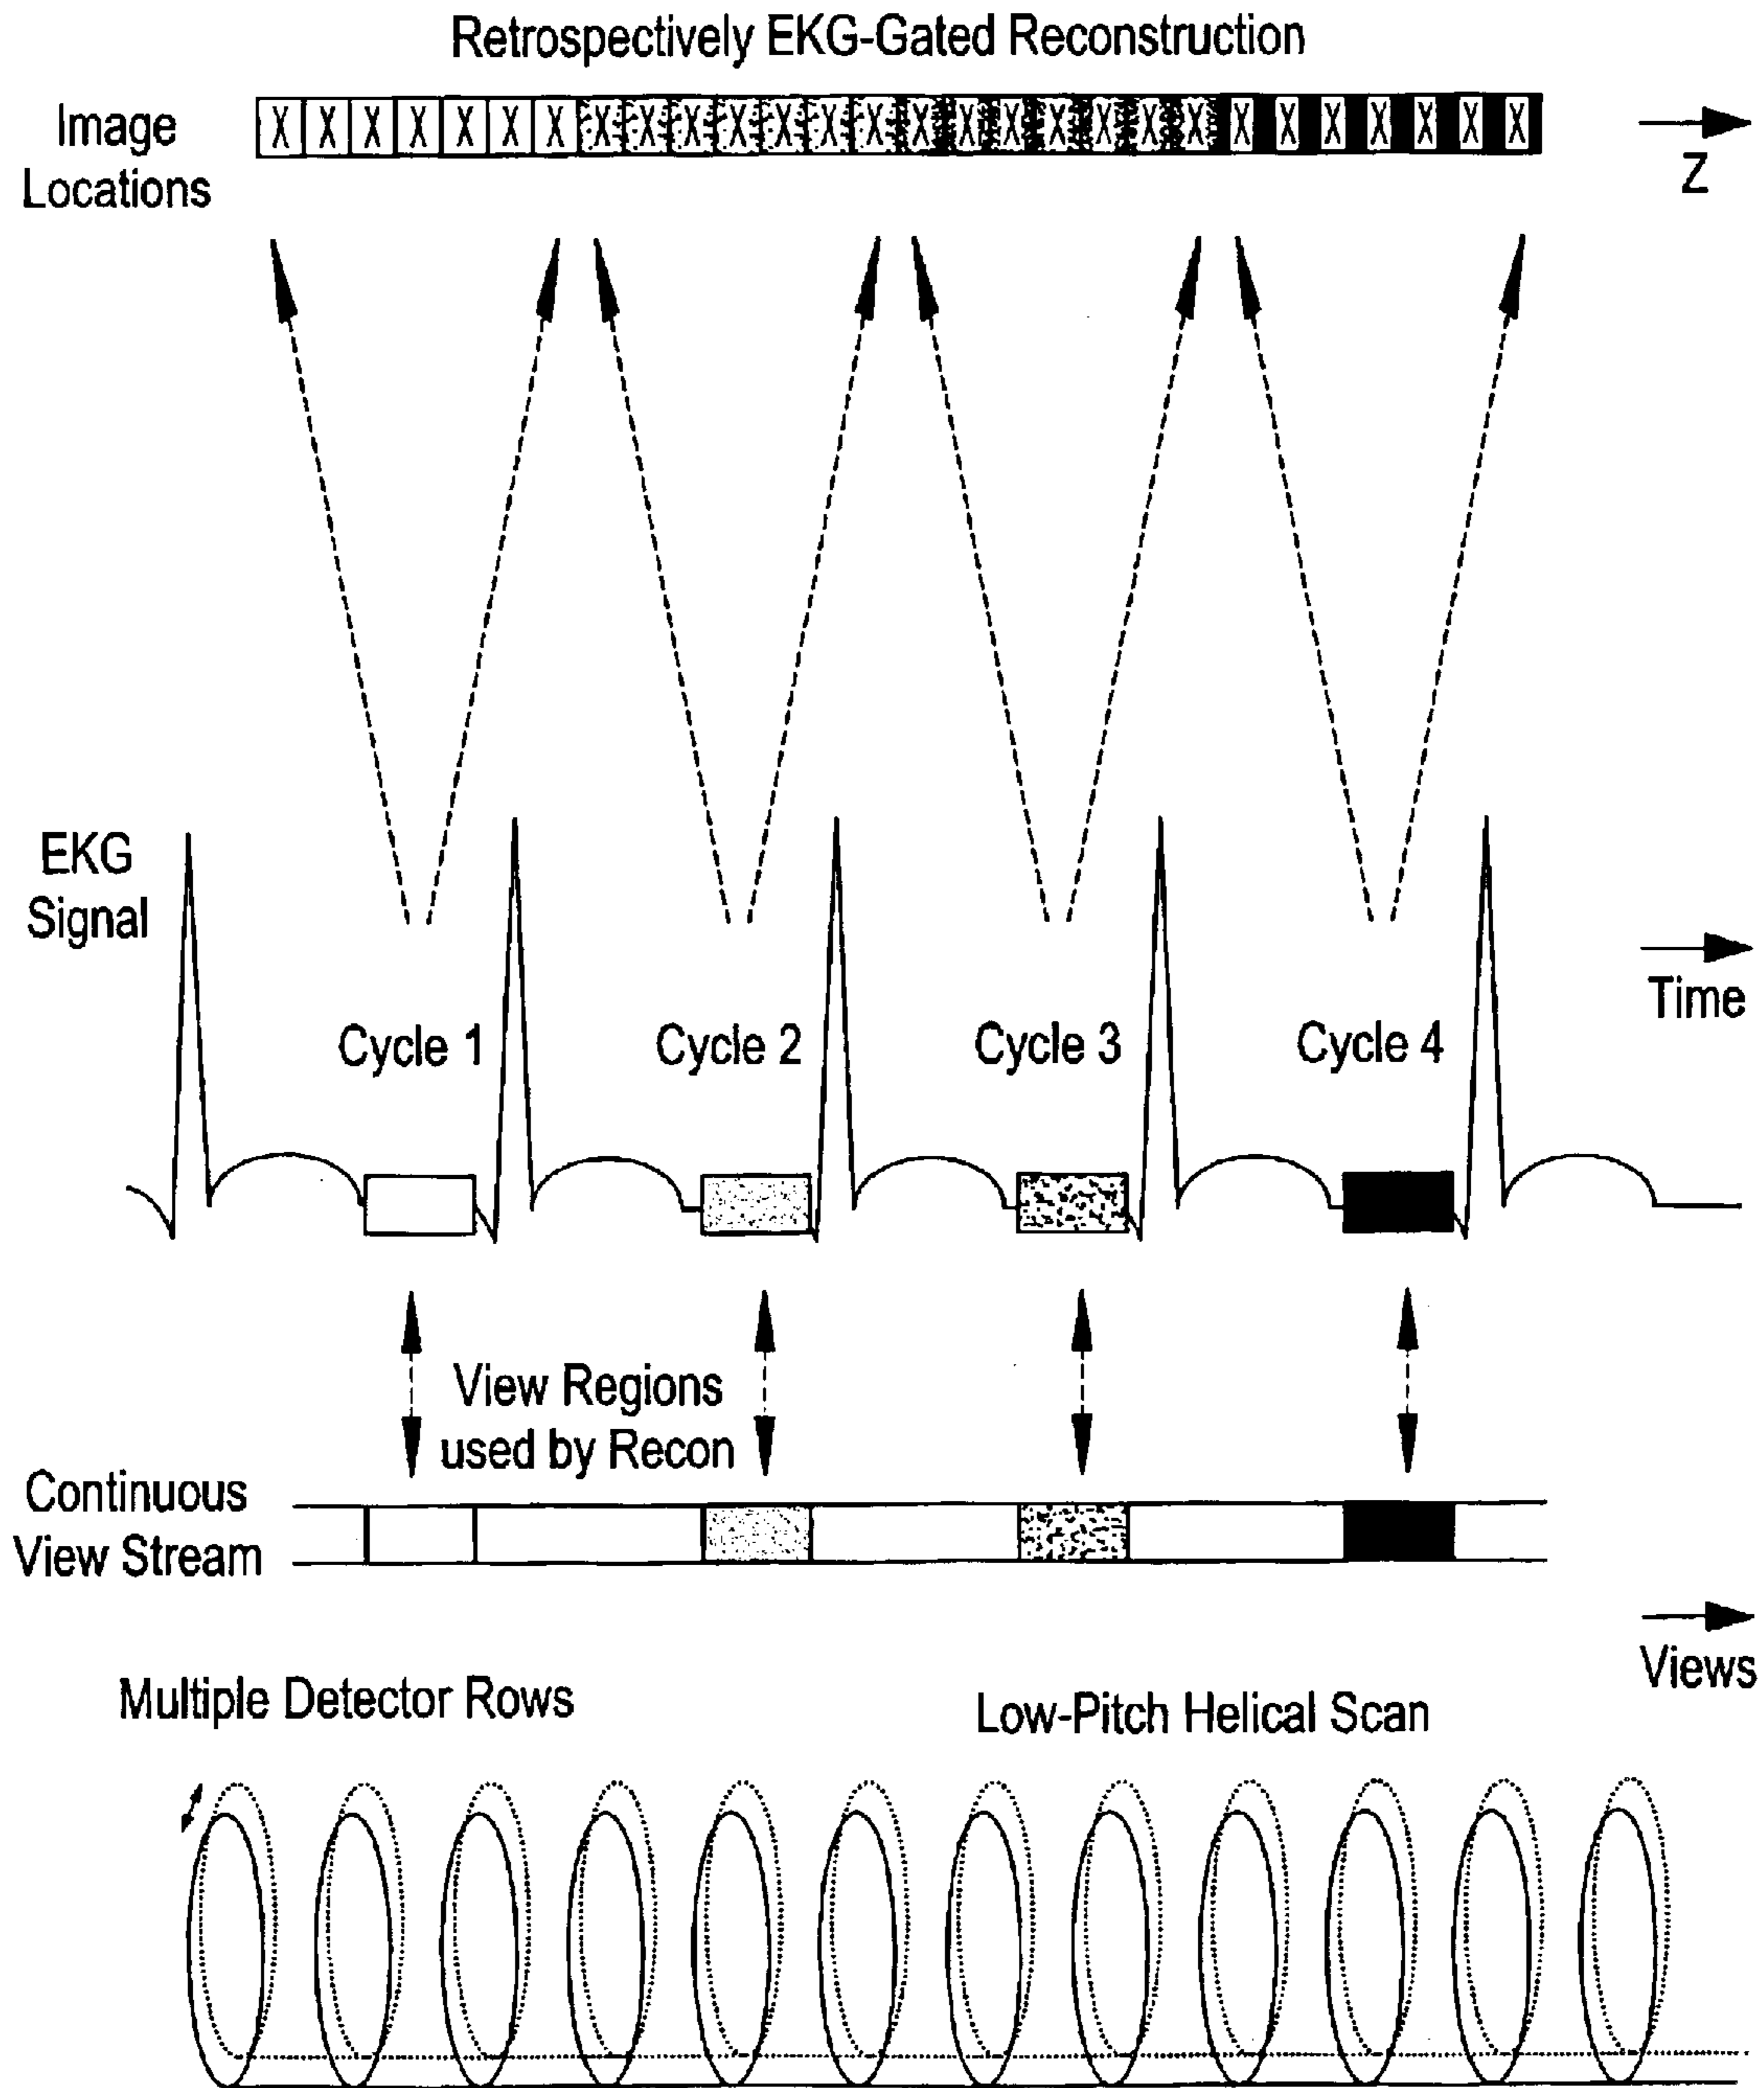 Retrospectively EKG-Gated Reconstruction
Image
Locations
X X X X X X X X X X X X X X X X X X X X X X X X X X X X
Z
EKG
Signal
Time
Cycle 1
Cycle 2
Cycle 3
Cycle 4
View Regions
used by Recon
Continuous
View Stream
Views
Multiple Detector Rows
Low-Pitch Helical Scan